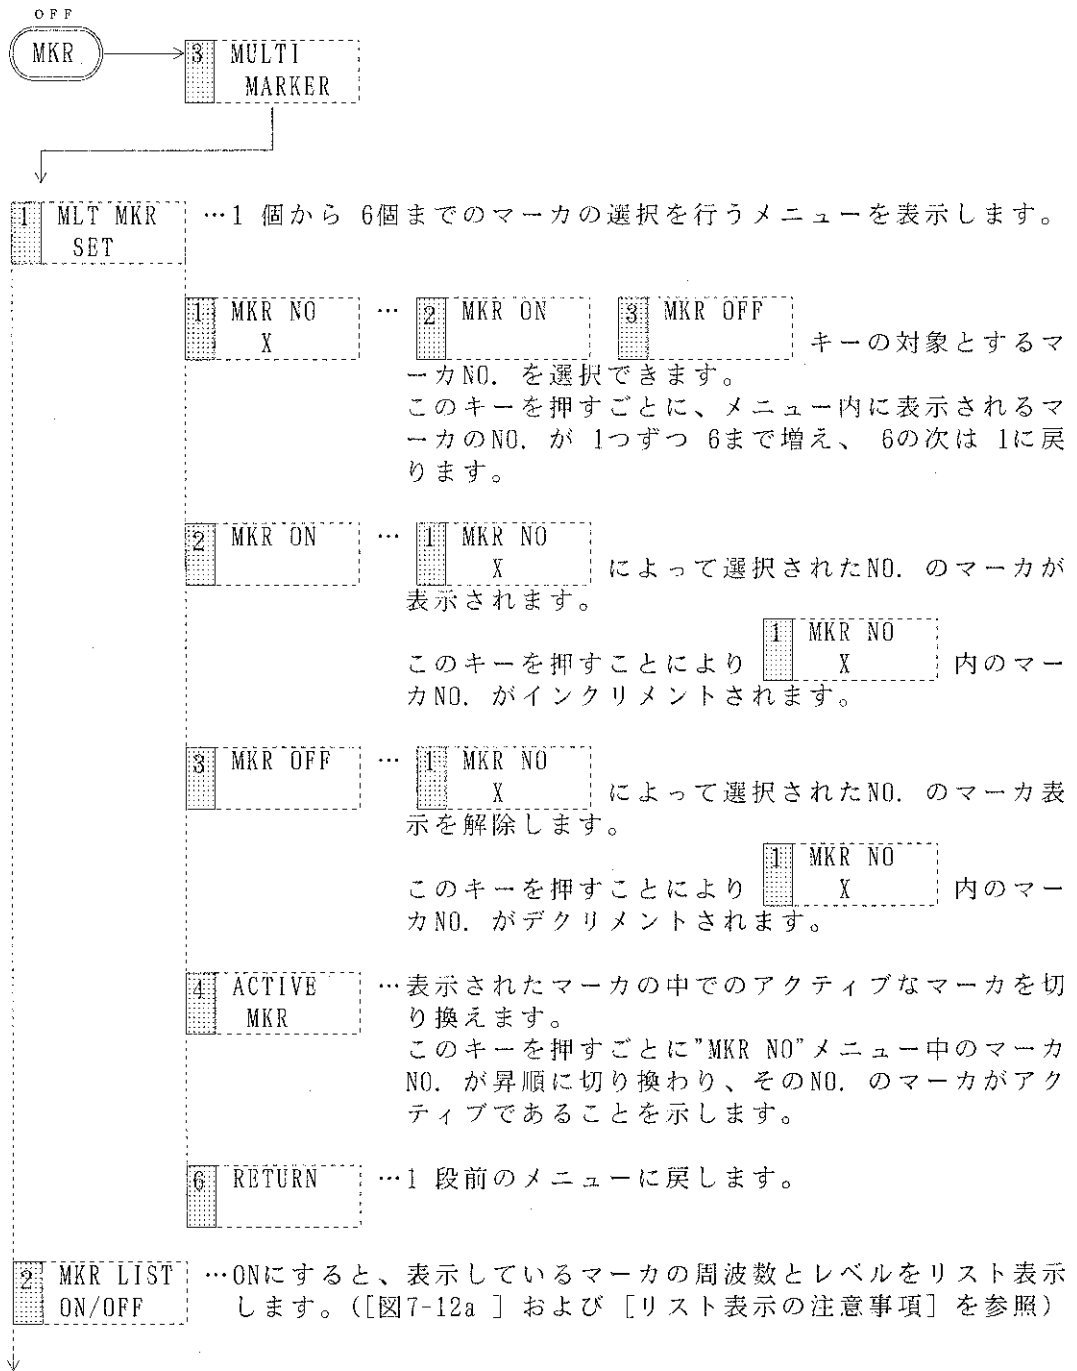 OFF
MKR
3 MULTI
MARKER
1 MLT MKR …1 個から 6個までのマーカの選択を行うメニューを表示します。
SET
1 MKR NO … 2 MKR ON 3 MKR OFF
X キーの対象とするマ
ーカNO. を選択できます。
このキーを押すごとに、メニュー内に表示されるマ
ーカのNO. が 1つずつ 6まで増え、 6の次は 1に戻
ります。
2 MKR ON … 1 MKR NO
X によって選択されたNO. のマーカが
表示されます。
1 MKR NO
このキーを押すことにより X 内のマー
カNO. がインクリメントされます。
3 MKR OFF … 1 MKR NO
X によって選択されたNO. のマーカ表
示を解除します。
1 MKR NO
このキーを押すことにより X 内のマー
カNO. がデクリメントされます。
4 ACTIVE …表示されたマーカの中でのアクティブなマーカを切
MKR り換えます。
このキーを押すごとに"MKR NO"メニュー中のマーカ
NO. が昇順に切り換わり、そのNO. のマーカがアク
ティブであることを示します。
6 RETURN …1 段前のメニューに戻します。
2 MKR LIST …ONにすると、表示しているマーカの周波数とレベルをリスト表示
ON/OFF します。([図7-12a ] および [リスト表示の注意事項] を参照)